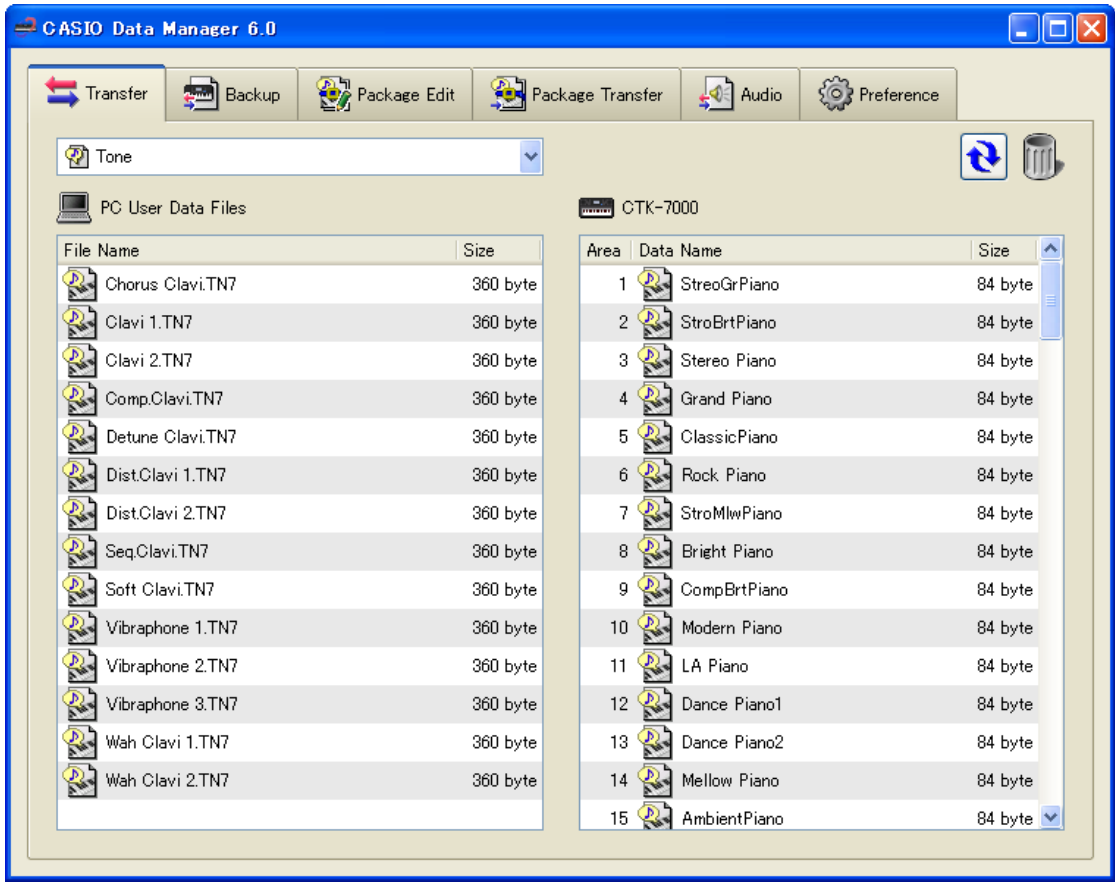 CASIO Data Manager 6.0
Transfer Backup Package Edit Package Transfer Audio Preference
Tone
PC User Data Files
File Name Size
Chorus Clavi.TN7 360 byte
Clavi 1.TN7 360 byte
Clavi 2.TN7 360 byte
Comp.Clavi.TN7 360 byte
Detune Clavi.TN7 360 byte
Dist.Clavi 1.TN7 360 byte
Dist.Clavi 2.TN7 360 byte
Seq.Clavi.TN7 360 byte
Soft Clavi.TN7 360 byte
Vibraphone 1.TN7 360 byte
Vibraphone 2.TN7 360 byte
Vibraphone 3.TN7 360 byte
Wah Clavi 1.TN7 360 byte
Wah Clavi 2.TN7 360 byte
CTK-7000
Area Data Name Size
1 StreoGrPiano 84 byte
2 StroBrtPiano 84 byte
3 Stereo Piano 84 byte
4 Grand Piano 84 byte
5 ClassicPiano 84 byte
6 Rock Piano 84 byte
7 StroMlwPiano 84 byte
8 Bright Piano 84 byte
9 CompBrtPiano 84 byte
10 Modern Piano 84 byte
11 LA Piano 84 byte
12 Dance Piano1 84 byte
13 Dance Piano2 84 byte
14 Mellow Piano 84 byte
15 AmbientPiano 84 byte